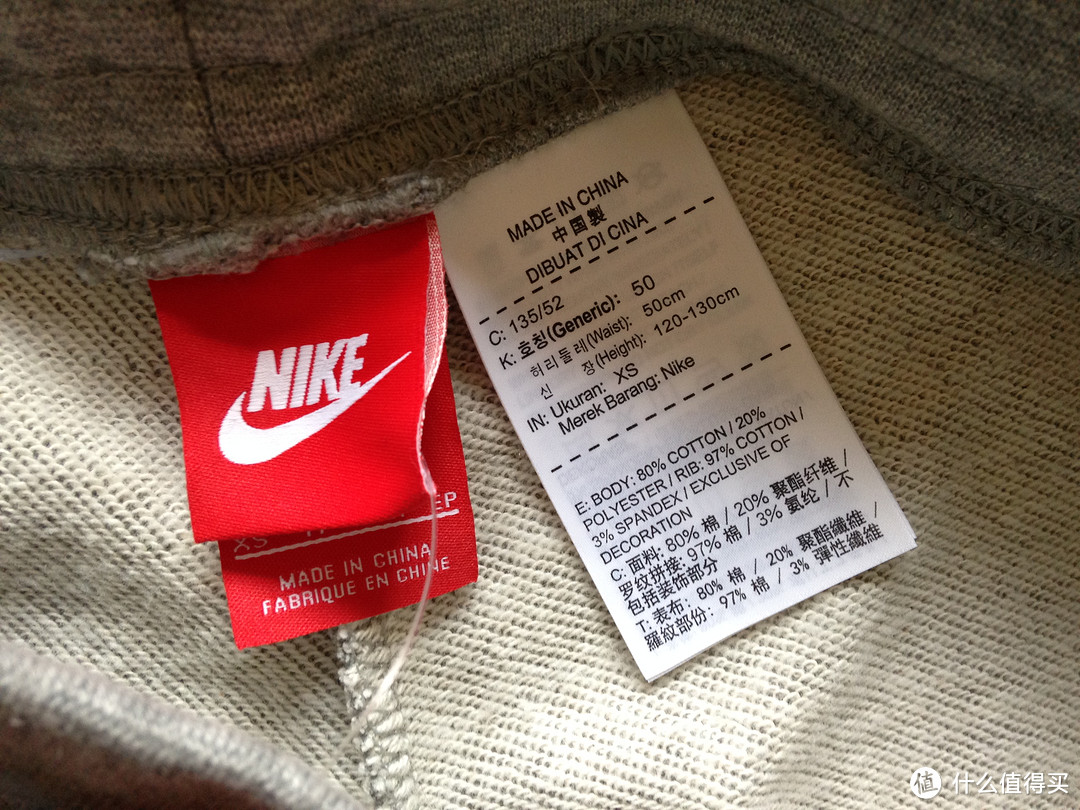 NIKE
XS
EP
MADE IN CHINA
FABRIQUE EN CHINE
MADE IN CHINA
中国製
DIBUAT DI CINA
C: 135/52
K: 호칭(Generic): 50
허리둘레(Waist): 50cm
신 장(Height): 120-130cm
IN: Ukuran: XS
Merek Barang: Nike
E: BODY: 80% COTTON / 20%
POLYESTER / RIB: 97% COTTON /
3% SPANDEX / EXCLUSIVE OF
DECORATION
C: 面料: 80% 棉 / 20% 聚酯纤维 /
罗纹拼接: 97% 棉 / 3% 氨纶 / 不
包括装饰部分
T: 表布: 80% 棉 / 20% 聚酯纖維 /
羅紋部份: 97% 棉 / 3% 彈性纖維
值 什么值得买